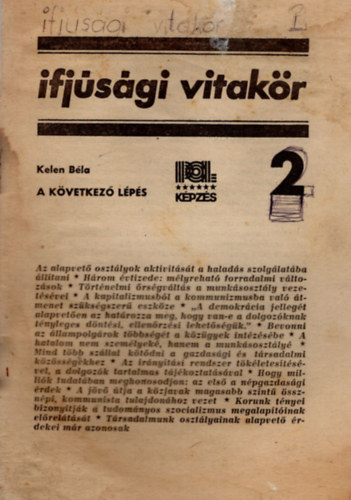 ifjúsági vitakör 1
ifjúsági vitakör
Kelen Béla
A KÖVETKEZŐ LÉPÉS
POL.
KÉPZÉS
2
Az alapvető osztályok aktivitását a haladás szolgálatába
állítani * Három évtizede: mélyreható forradalmi válto-
zások * Történelmi őrségváltás a munkásosztály veze-
tésével * A kapitalizmusból a kommunizmusba való át-
menet szükségszerű eszköze * „A demokrácia jellegét
alapvetően az határozza meg, hogy van-e a dolgozóknak
tényleges döntési, ellenőrzési lehetőségük." * Bevonni
az állampolgárok többségét a közügyek intézésébe * A
hatalom nem személyeké, hanem a munkásosztályé *
Mind több szállal kötődni a gazdasági és társadalmi
közösségekhez * Az irányítási rendszer tökéletesítésé-
vel, a dolgozók tartalmas tájékoztatásával * Hogy mil-
liók tudatában meghonosodjon: az első a népgazdasági
érdek * A jövő útja a közjavak magasabb szintű össz-
népi, kommunista tulajdonához vezet * Korunk tényei
bizonyítják a tudományos szocializmus megalapítóinak
előrelátását * Társadalmunk osztályainak alapvető ér-
dekei már azonosak